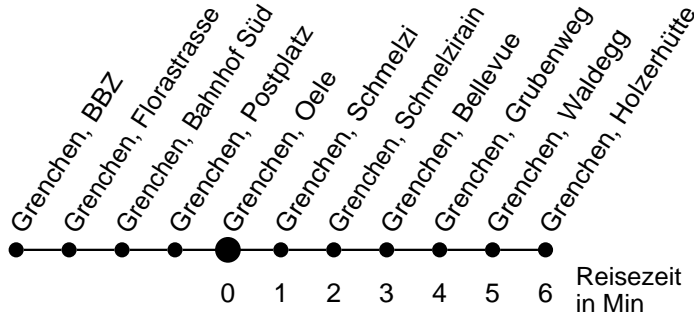 Grenchen, BBZ
Grenchen, Florastrasse
Grenchen, Bahnhof Süd
Grenchen, Postplatz
Grenchen, Oele
Grenchen, Schmelzi
Grenchen, Schmelzirain
Grenchen, Bellevue
Grenchen, Grubenweg
Grenchen, Waldegg
Grenchen, Holzerhütte
0 1 2 3 4 5 6
Reisezeit
in Min